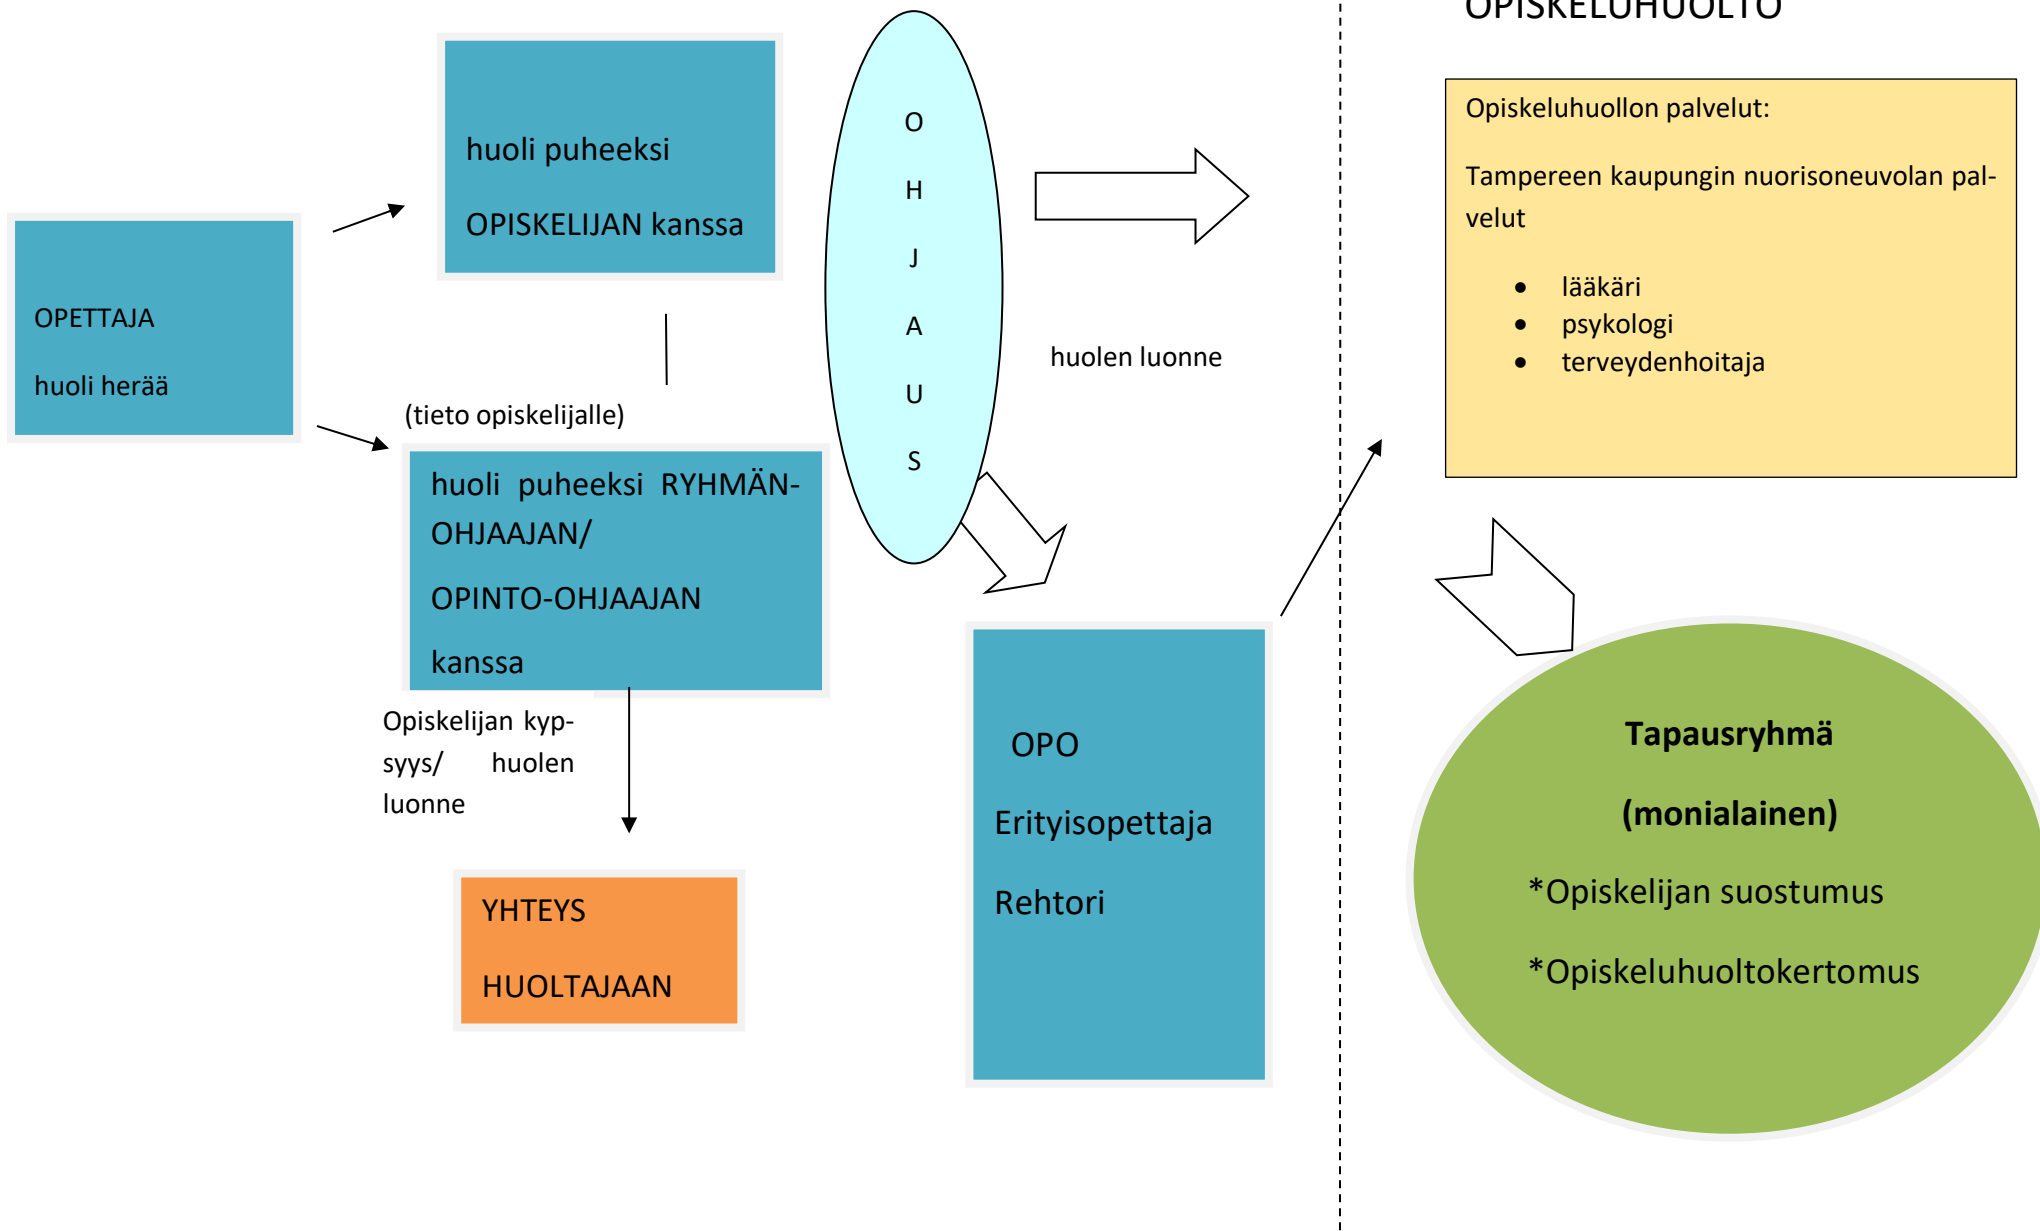 OPISKELUHUOLTO
OPETTAJA
huoli herää
huoli puheeksi
OPISKELIJAN kanssa
(tieto opiskelijalle)
huoli puheeksi RYHMÄN-
OHJAAJAN/
OPINTO-OHJAAJAN
kanssa
Opiskelijan kyp-
syys/ huolen
luonne
YHTEYS
HUOLTAJAAN
O
H
J
A
U
S
huolen luonne
OPO
Erityisopettaja
Rehtori
Opiskeluhuollon palvelut:
Tampereen kaupungin nuorisoneuvolan pal-
velut
• lääkäri
• psykologi
• terveydenhoitaja
Tapausryhmä
(monialainen)
*Opiskelijan suostumus
*Opiskeluhuoltokertomus